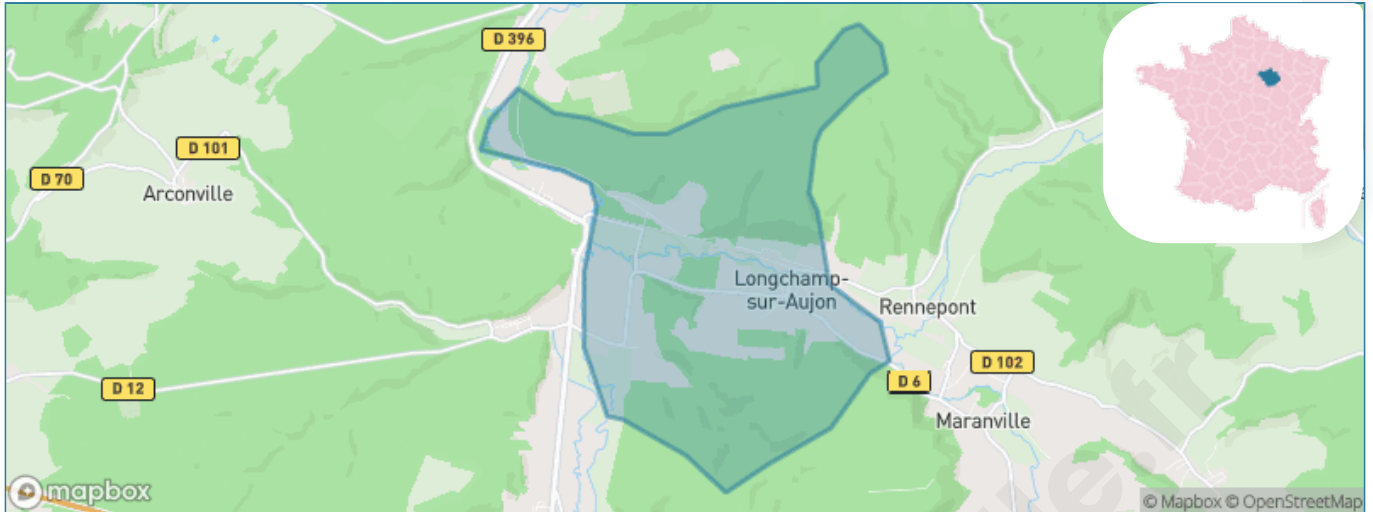 D 396
D 101
D 70
Arconville
Longchamp-
sur-Aujon
Rennepont
D 102
D 12
D 6
Maranville
mapbox
© Mapbox © OpenStreetMap